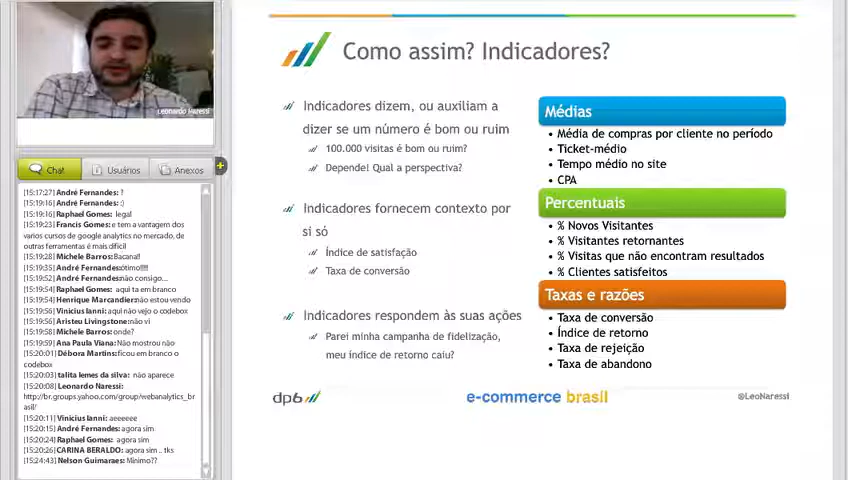 Leonardo Naressi
Chat
Usuários
Anexos
[15:17:27] André Fernandes: ?
[15:19:16] André Fernandes: :)
[15:19:16] Raphael Gomes: legal
[15:19:23] Francis Gomes: e tem a vantagem dos
varios cursos de google analytics no mercado, de
outras ferramentas é mais difícil
[15:19:28] Michele Barros: Bacana!!
[15:19:35] André Fernandes: ótimo!!!!
[15:19:52] André Fernandes: não consigo...
[15:19:54] Raphael Gomes: aqui ta em branco
[15:19:54] Henrique Marcandier: não estou vendo
[15:19:56] Vinicius Ianni: aqui não vejo o codebox
[15:19:56] Aristeu Livingstone: não vi
[15:19:58] Michele Barros: onde?
[15:19:59] Ana Paula Viana: Não mostrou não
[15:20:01] Débora Martins: ficou em branco o
codebox
[15:20:03] talita lemes da silva: não aparece
[15:20:08] Leonardo Naressi:
http://br.groups.yahoo.com/group/webanalytics_br
asil/
[15:20:11] Vinicius Ianni: aeeeeee
[15:20:15] André Fernandes: agora sim
[15:20:24] Raphael Gomes: agora sim
[15:20:26] CARINA BERALDO: agora sim .. tks
[15:24:43] Nelson Guimaraes: Mínimo??
Como assim? Indicadores?
Indicadores dizem, ou auxiliam a
dizer se um número é bom ou ruim
100.000 visitas é bom ou ruim?
Depende! Qual a perspectiva?
Indicadores fornecem contexto por
si só
Índice de satisfação
Taxa de conversão
Indicadores respondem às suas ações
Parei minha campanha de fidelização,
meu índice de retorno caiu?
Médias
• Média de compras por cliente no período
• Ticket-médio
• Tempo médio no site
• CPA
Percentuais
• % Novos Visitantes
• % Visitantes retornantes
• % Visitas que não encontram resultados
• % Clientes satisfeitos
Taxas e razões
• Taxa de conversão
• Índice de retorno
• Taxa de rejeição
• Taxa de abandono
dp6
e-commerce brasil
@LeoNaressi